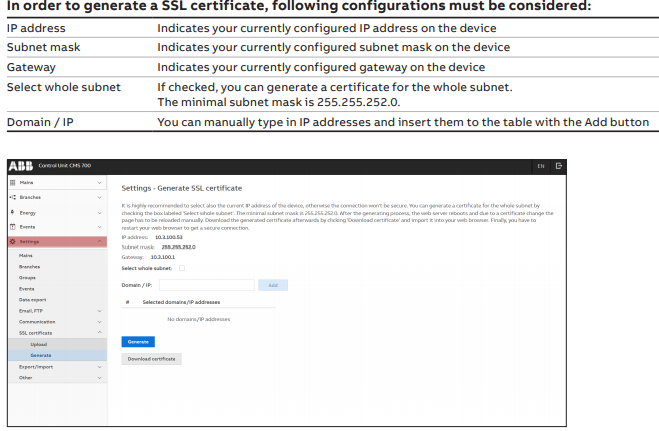 In order to generate a SSL certificate, following configurations must be considered:
IP address Indicates your currently configured IP address on the device
Subnet mask Indicates your currently configured subnet mask on the device
Gateway Indicates your currently configured gateway on the device
Select whole subnet If checked, you can generate a certificate for the whole subnet.
The minimal subnet mask is 255.255.252.0.
Domain / IP You can manually type in IP addresses and insert them to the table with the Add button
ABB Control Unit CMS 700 EN
Mains
Branches
Energy
Events
Settings
Mains
Branches
Groups
Events
Data export
Email, FTP
Communication
SSL certificate
Upload
Generate
Export/Import
Other
Settings - Generate SSL certificate
It is highly recommended to select also the current IP address of the device, otherwise the connection won't be secure. You can generate a certificate for the whole subnet by
checking the box labeled 'Select whole subnet'. The minimal subnet mask is 255.255.252.0. After the generating process, the web server reboots and due to a certificate change the
page has to be reloaded manually. Download the generated certificate afterwards by clicking 'Download certificate' and import it into your web browser. Finally, you have to
restart your web browser to get a secure connection.
IP address: 10.3.100.53
Subnet mask: 255.255.252.0
Gateway: 10.3.100.1
Select whole subnet:
Domain / IP: Add
# Selected domains/IP addresses
No domains/IP addresses
Generate
Download certificate